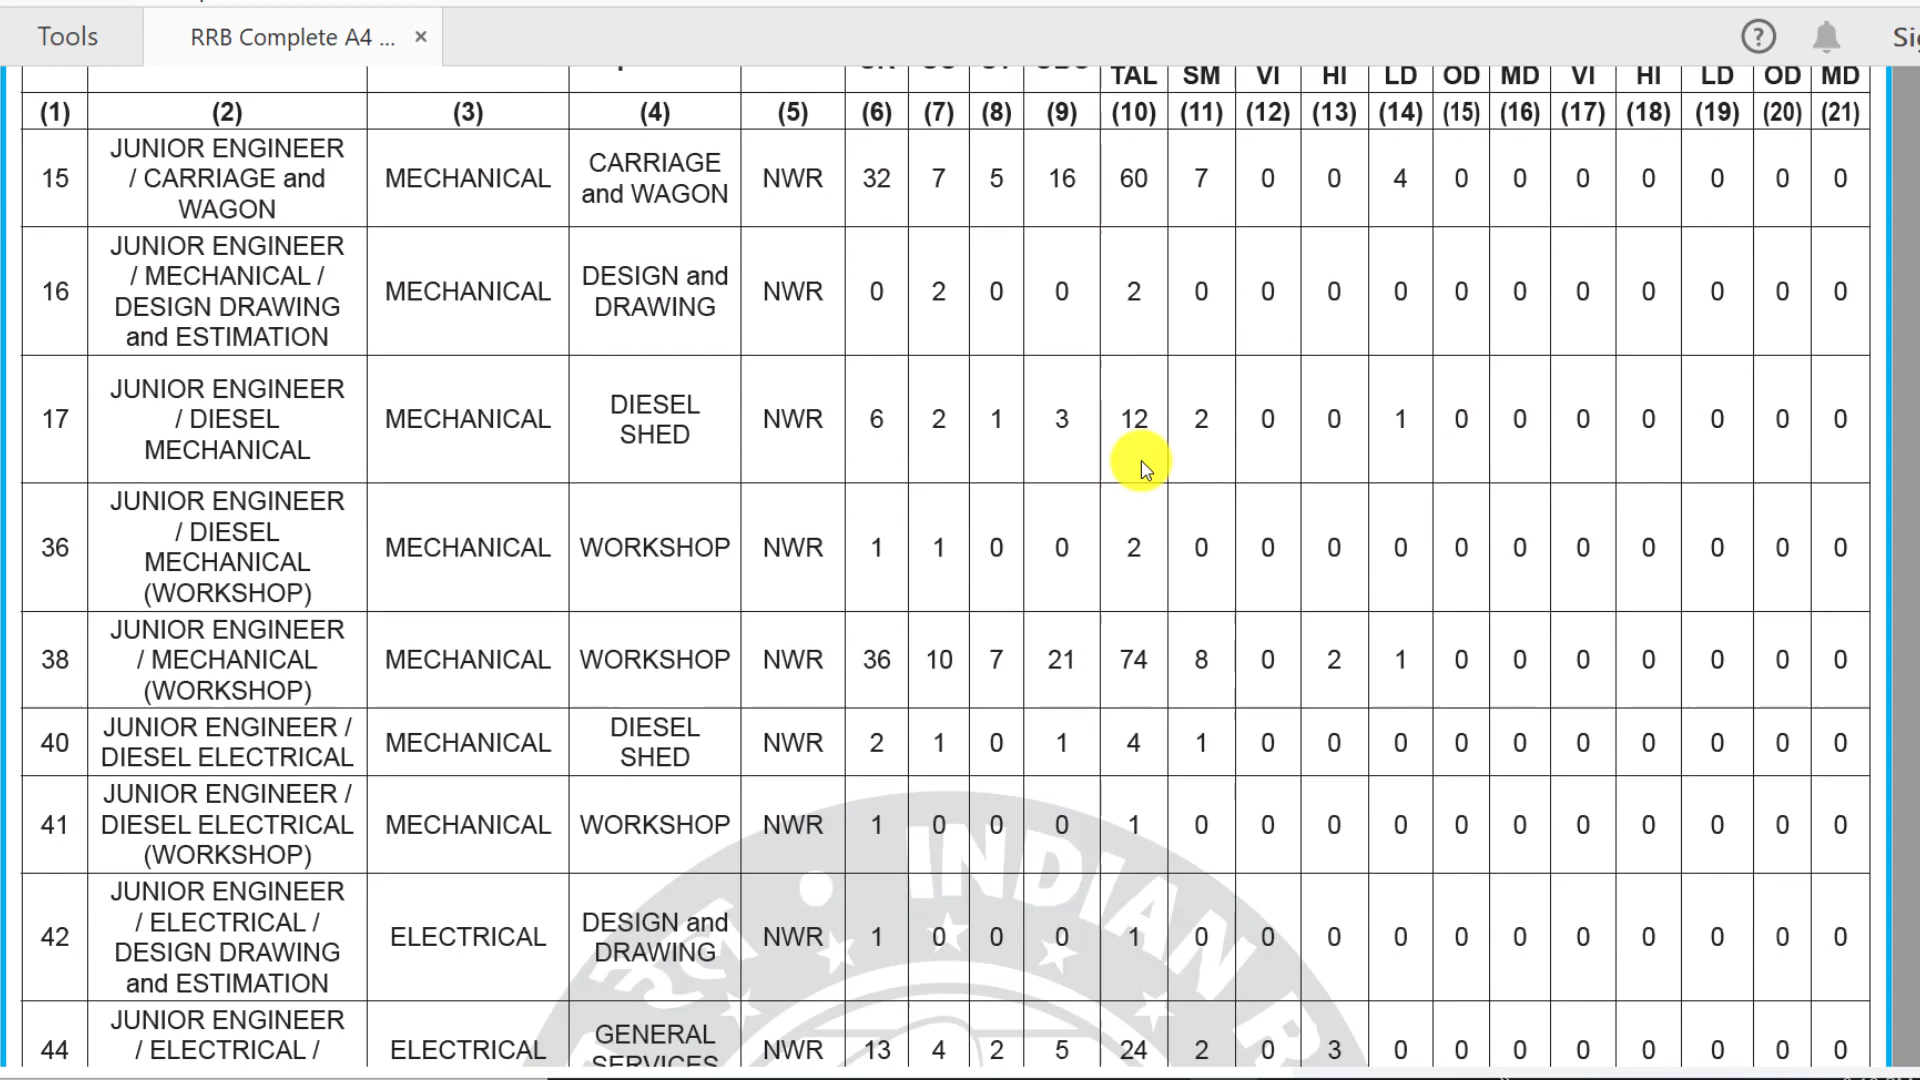 Tools RRB Complete A4 ... × ?
TAL SM VI HI LD OD MD VI HI LD OD MD
(1) (2) (3) (4) (5) (6) (7) (8) (9) (10) (11) (12) (13) (14) (15) (16) (17) (18) (19) (20) (21)
15 JUNIOR ENGINEER
/ CARRIAGE and
WAGON
MECHANICAL
CARRIAGE
and WAGON
NWR 32 7 5 16 60 7 0 0 4 0 0 0 0 0 0 0
16 JUNIOR ENGINEER
/ MECHANICAL /
DESIGN DRAWING
and ESTIMATION
MECHANICAL
DESIGN and
DRAWING
NWR 0 2 0 0 2 0 0 0 0 0 0 0 0 0 0 0
17 JUNIOR ENGINEER
/ DIESEL
MECHANICAL
MECHANICAL
DIESEL
SHED
NWR 6 2 1 3 12 2 0 0 1 0 0 0 0 0 0 0
36 JUNIOR ENGINEER
/ DIESEL
MECHANICAL
(WORKSHOP)
MECHANICAL
WORKSHOP
NWR 1 1 0 0 2 0 0 0 0 0 0 0 0 0 0 0
38 JUNIOR ENGINEER
/ MECHANICAL
(WORKSHOP)
MECHANICAL
WORKSHOP
NWR 36 10 7 21 74 8 0 2 1 0 0 0 0 0 0 0
40 JUNIOR ENGINEER /
DIESEL ELECTRICAL
MECHANICAL
DIESEL
SHED
NWR 2 1 0 1 4 1 0 0 0 0 0 0 0 0 0 0
41 JUNIOR ENGINEER /
DIESEL ELECTRICAL
(WORKSHOP)
MECHANICAL
WORKSHOP
NWR 1 0 0 0 1 0 0 0 0 0 0 0 0 0 0 0
42 JUNIOR ENGINEER
/ ELECTRICAL /
DESIGN DRAWING
and ESTIMATION
ELECTRICAL
DESIGN and
DRAWING
NWR 1 0 0 0 1 0 0 0 0 0 0 0 0 0 0 0
44 JUNIOR ENGINEER
/ ELECTRICAL /
ELECTRICAL
GENERAL
SERVICES
NWR 13 4 2 5 24 2 0 3 0 0 0 0 0 0 0 0
INDIAN